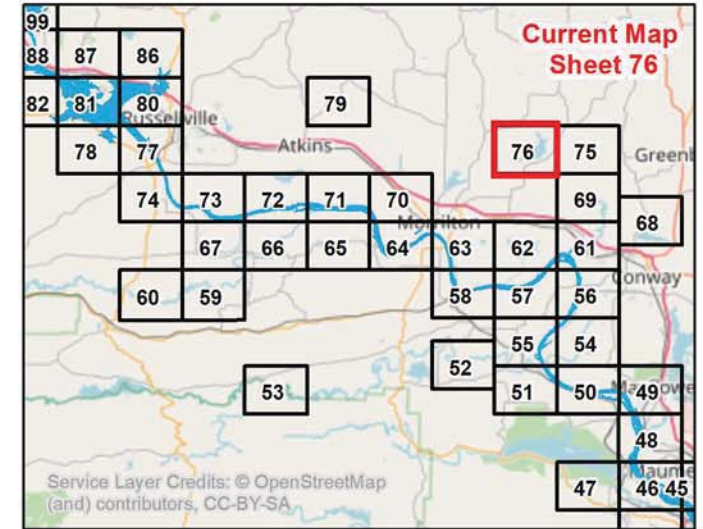 99
Current Map
Sheet 76
88 87 86
82 81 80 79
Russellville
Atkins
78 77 76 75
74 73 72 71 70 69
Morrilton
68
67 66 65 64 63 62 61
Conway
60 59 58 57 56
55 54
52
53 51 50 49
48
Service Layer Credits: © OpenStreetMap
(and) contributors, CC-BY-SA
47 46 45